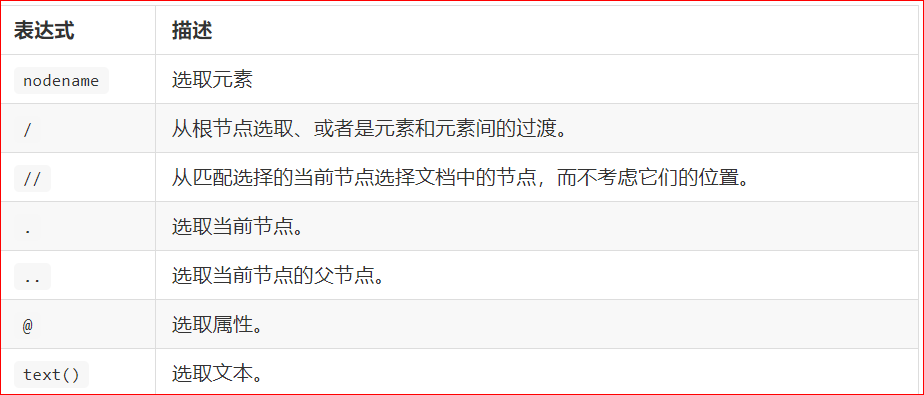 表达式 描述
nodename 选取元素
/ 从根节点选取、或者是元素和元素间的过渡。
// 从匹配选择的当前节点选择文档中的节点，而不考虑它们的位置。
. 选取当前节点。
.. 选取当前节点的父节点。
@ 选取属性。
text() 选取文本。